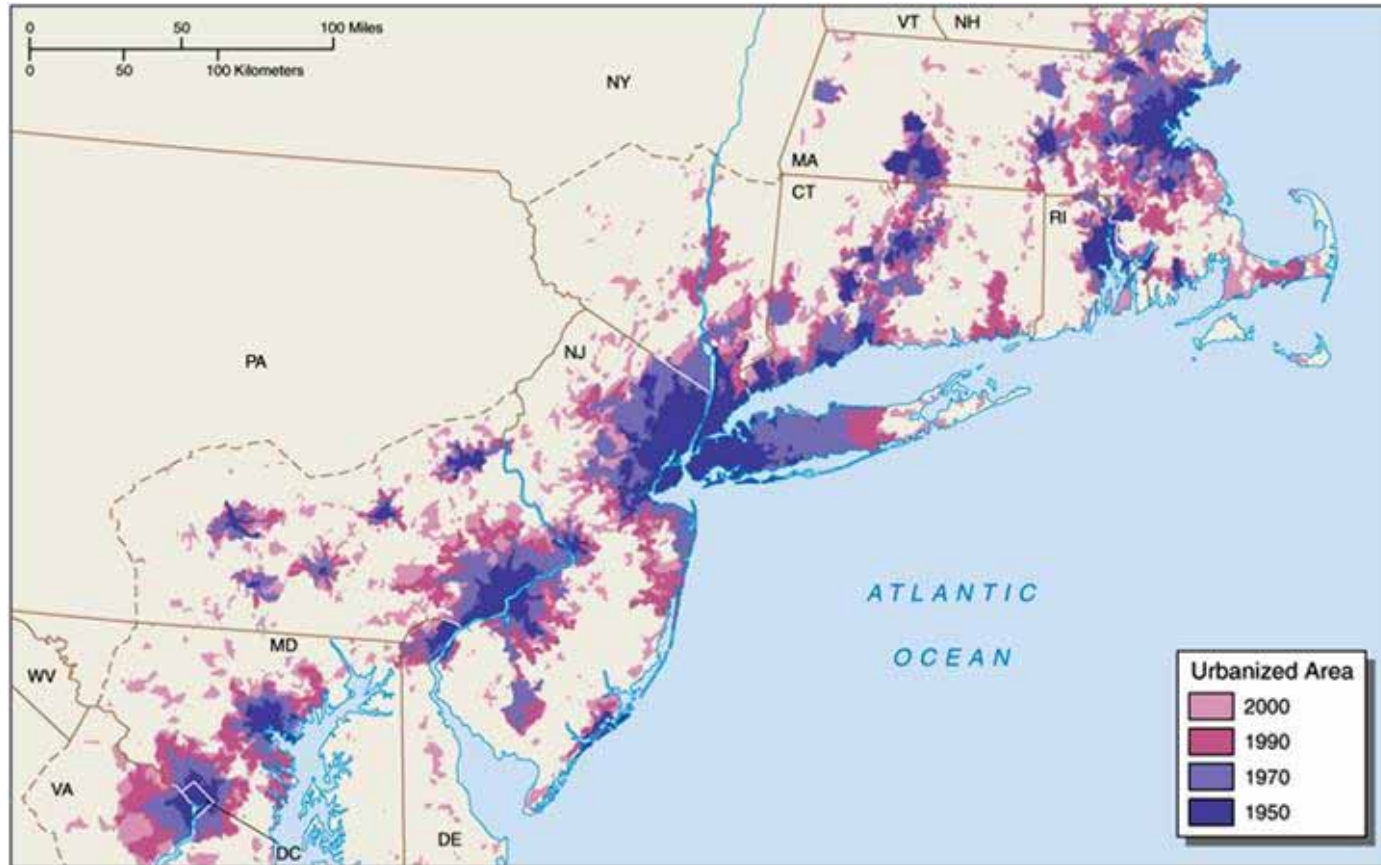 0 50 100 Miles
0 50 100 Kilometers
VT NH
NY
MA
CT
RI
NJ
PA
ATLANTIC
OCEAN
MD
WV
VA
DE
DC
Urbanized Area
2000
1990
1970
1950